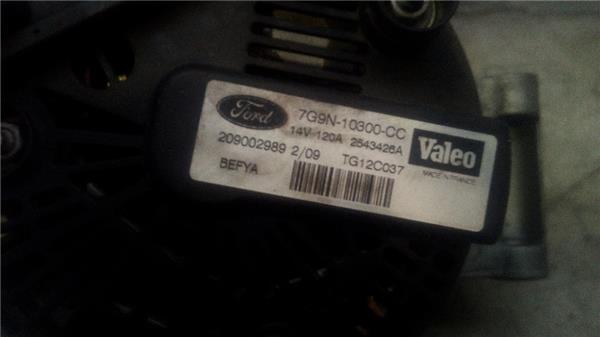 Ford
7G9N-10300-CC
14V 120A 2543426A
209002989 2/09 TG12C037
BEFYA
Valeo
MADE IN FRANCE